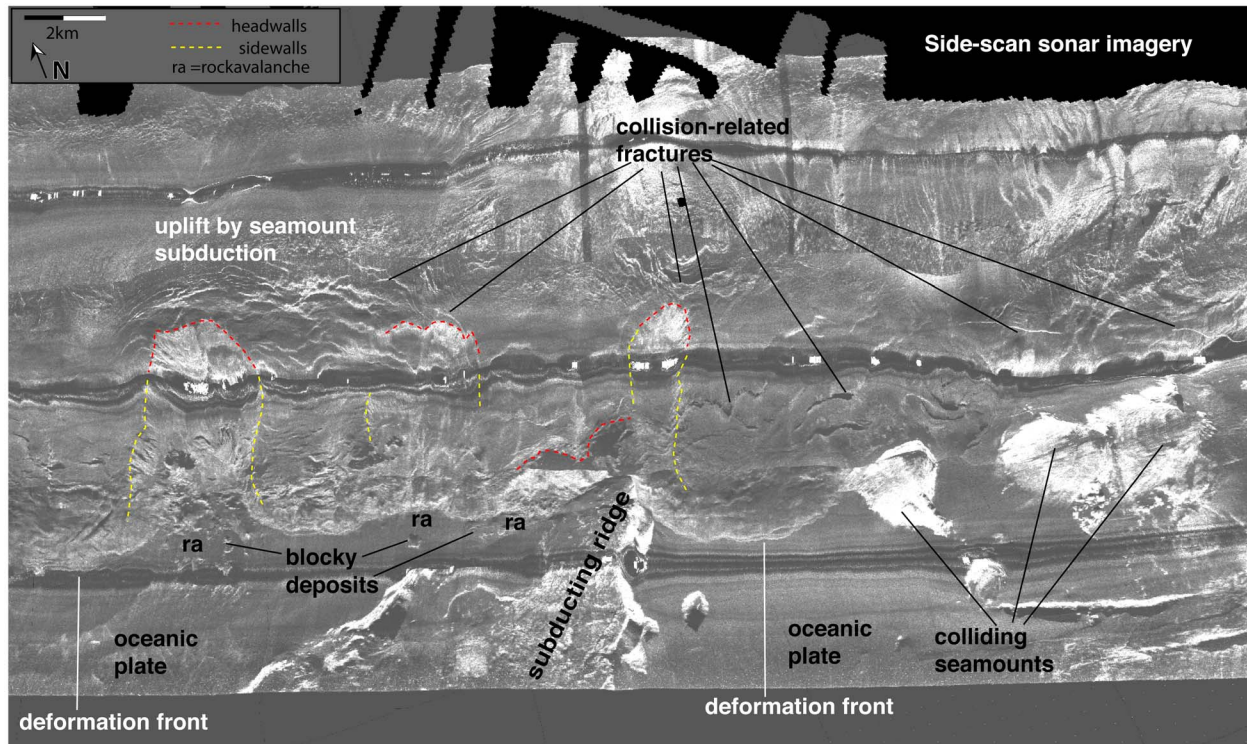 2km
N
headwalls
sidewalls
ra =rockavalanche
Side-scan sonar imagery
collision-related
fractures
uplift by seamount
subduction
ra
ra
ra
blocky
deposits
subducting ridge
oceanic
plate
oceanic
plate
colliding
seamounts
deformation front
deformation front